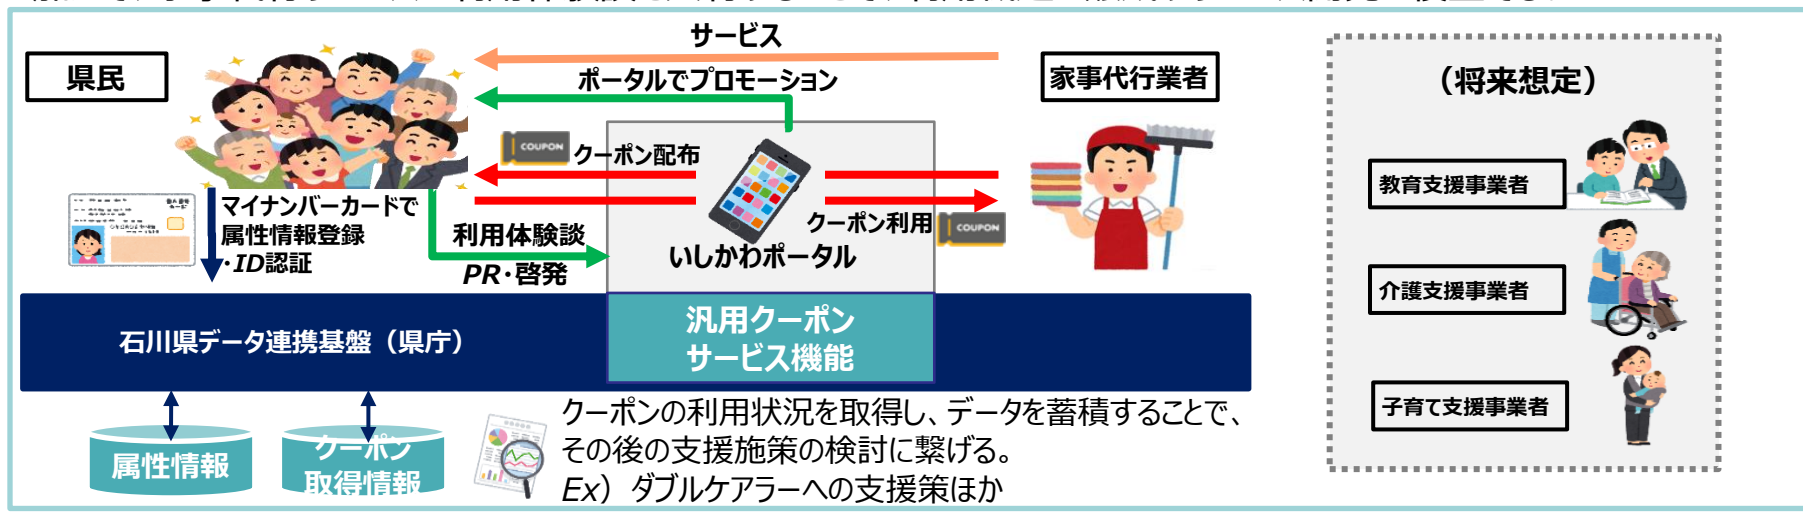 サービス
県民
ポータルでプロモーション
家事代行業者
(将来想定)
COUPON
クーポン配布
教育支援事業者
マイナンバーカードで
属性情報登録
・ID認証
利用体験談
PR・啓発
クーポン利用
COUPON
いしかわポータル
介護支援事業者
石川県データ連携基盤(県庁)
汎用クーポン
サービス機能
子育て支援事業者
属性情報
クーポン
取得情報
クーポンの利用状況を取得し、データを蓄積することで、
その後の支援施策の検討に繋げる。
Ex)ダブルケアラーへの支援策ほか